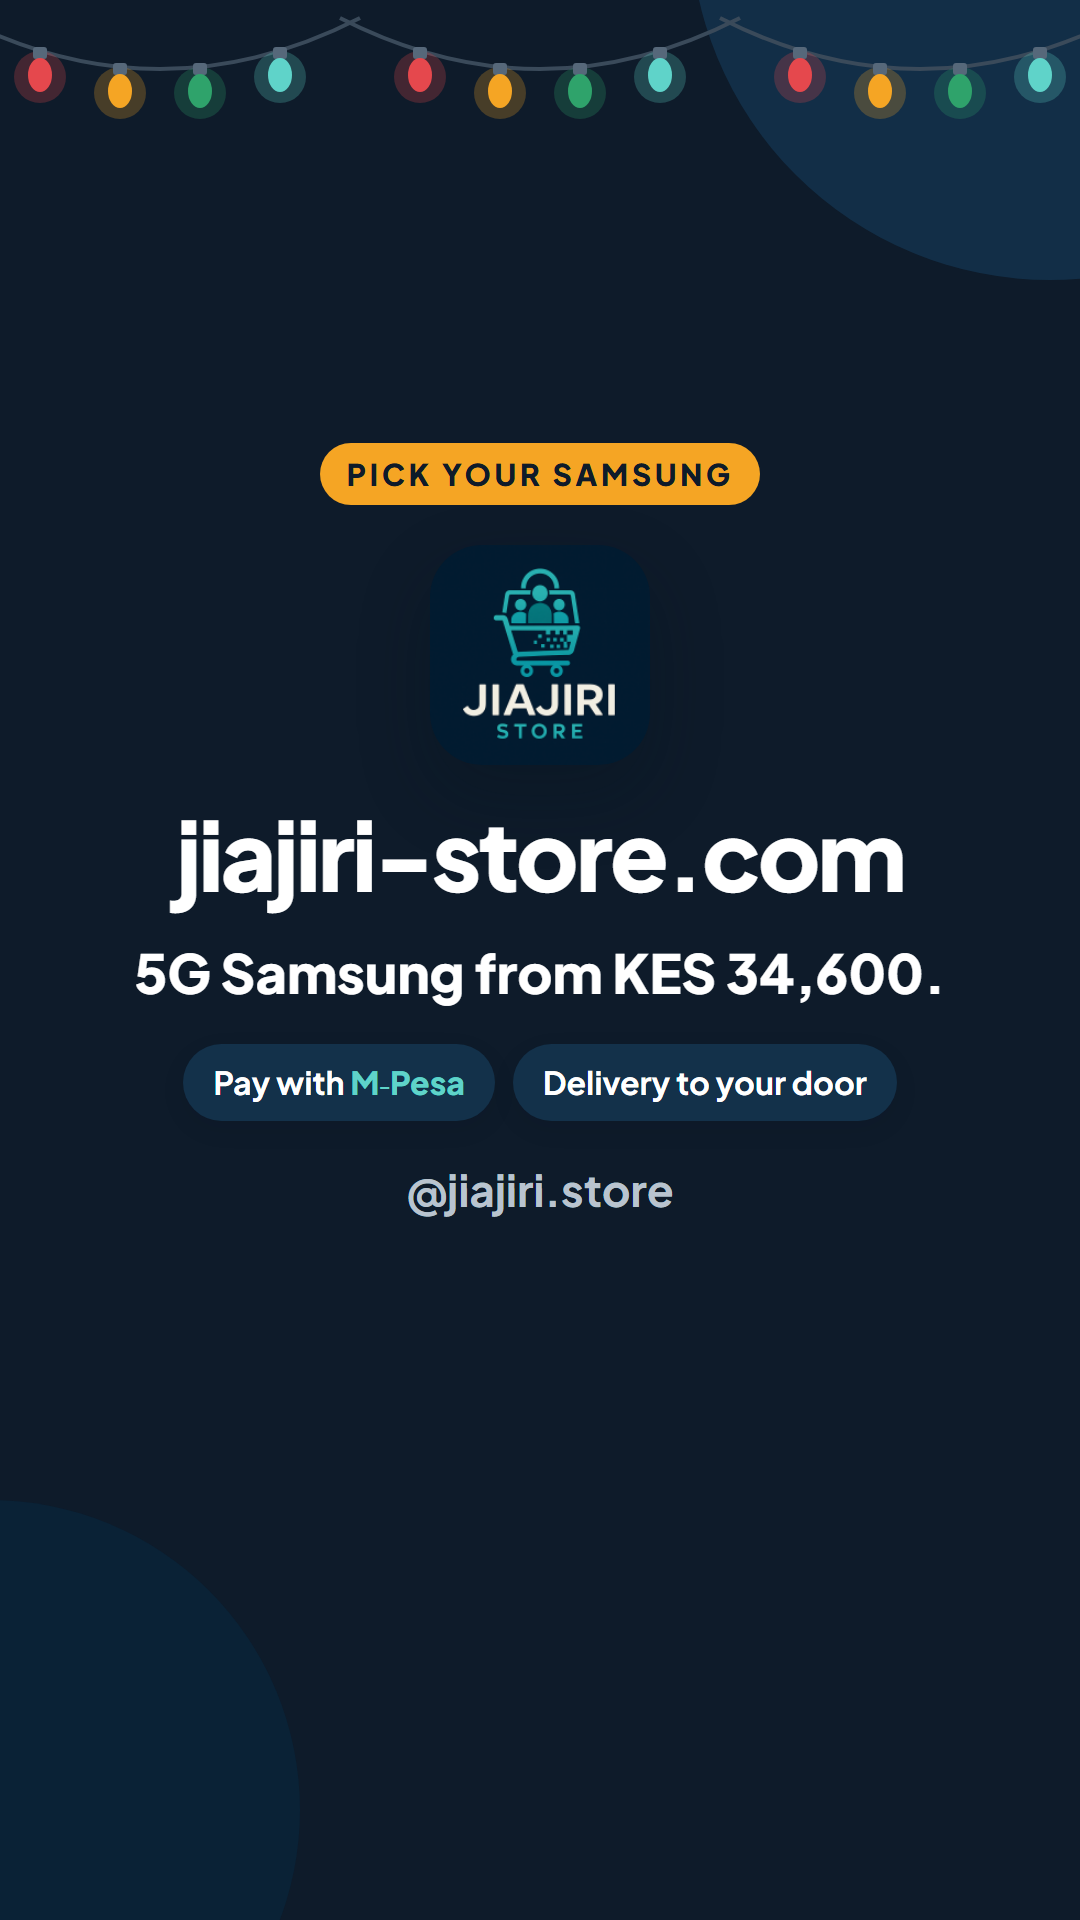 PICK YOUR SAMSUNG
JIAJIRI
STORE
jiajiri-store.com
5G Samsung from KES 34,600.
Pay with M-Pesa
Delivery to your door
@jiajiri.store